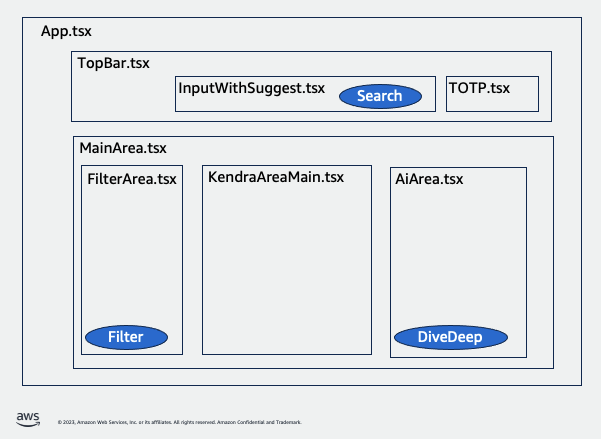 App.tsx
TopBar.tsx
InputWithSuggest.tsx
Search
TOTP.tsx
MainArea.tsx
FilterArea.tsx
KendraAreaMain.tsx
AiArea.tsx
Filter
DiveDeep
aws
© 2023, Amazon Web Services, Inc. or its affiliates. All rights reserved. Amazon Confidential and Trademark.